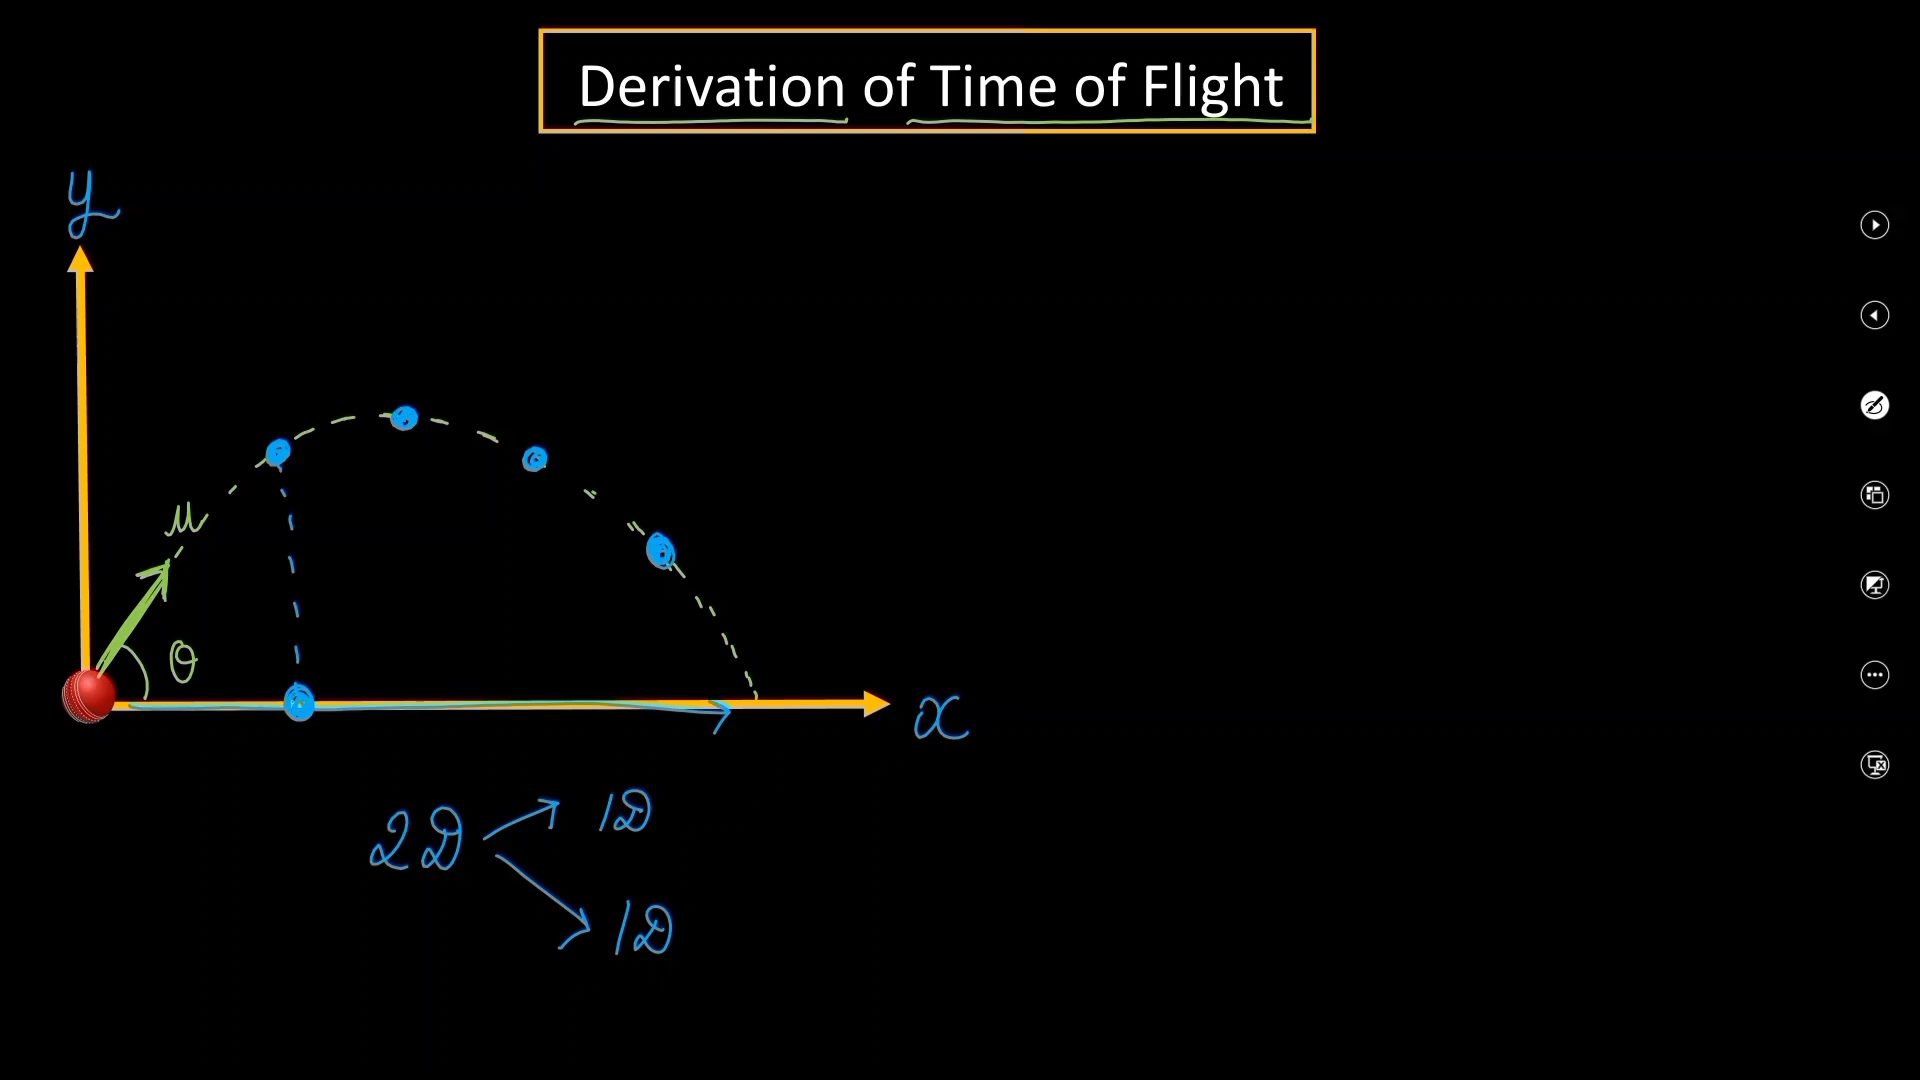 Derivation of Time of Flight
y
u
θ
x
2D
1D
1D